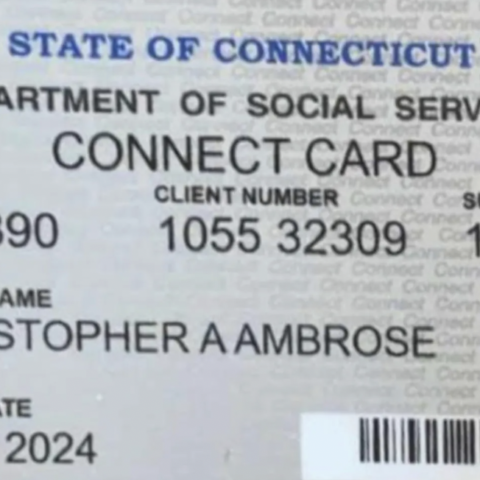 STATE OF CONNECTICUT
ARTMENT OF SOCIAL SERV
CONNECT CARD
CLIENT NUMBER
390 1055 32309 1
AME
STOPHER A AMBROSE
ATE
2024